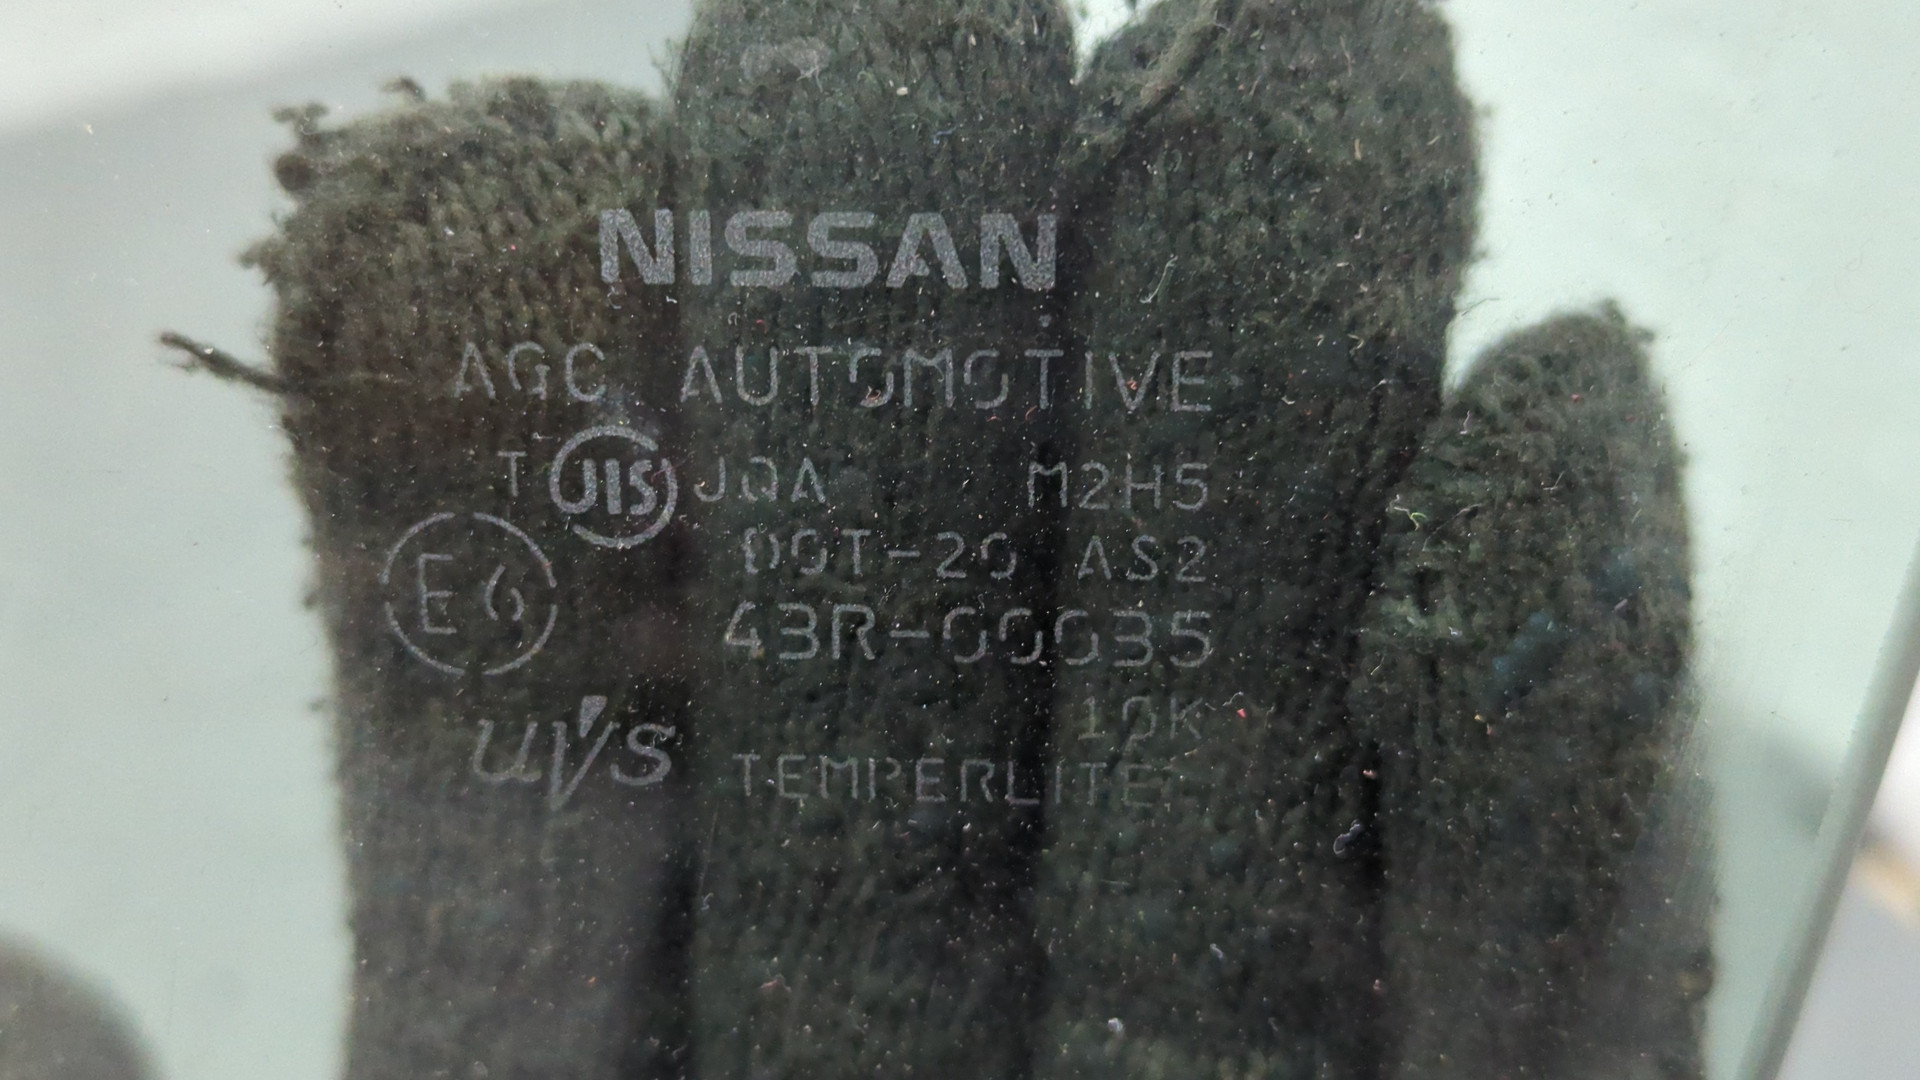 NISSAN
AGC AUTOMOTIVE
T JIS JQA M2H5
DOT-20 AS2
E6 43R-00035
10K
uvs TEMPERLITE